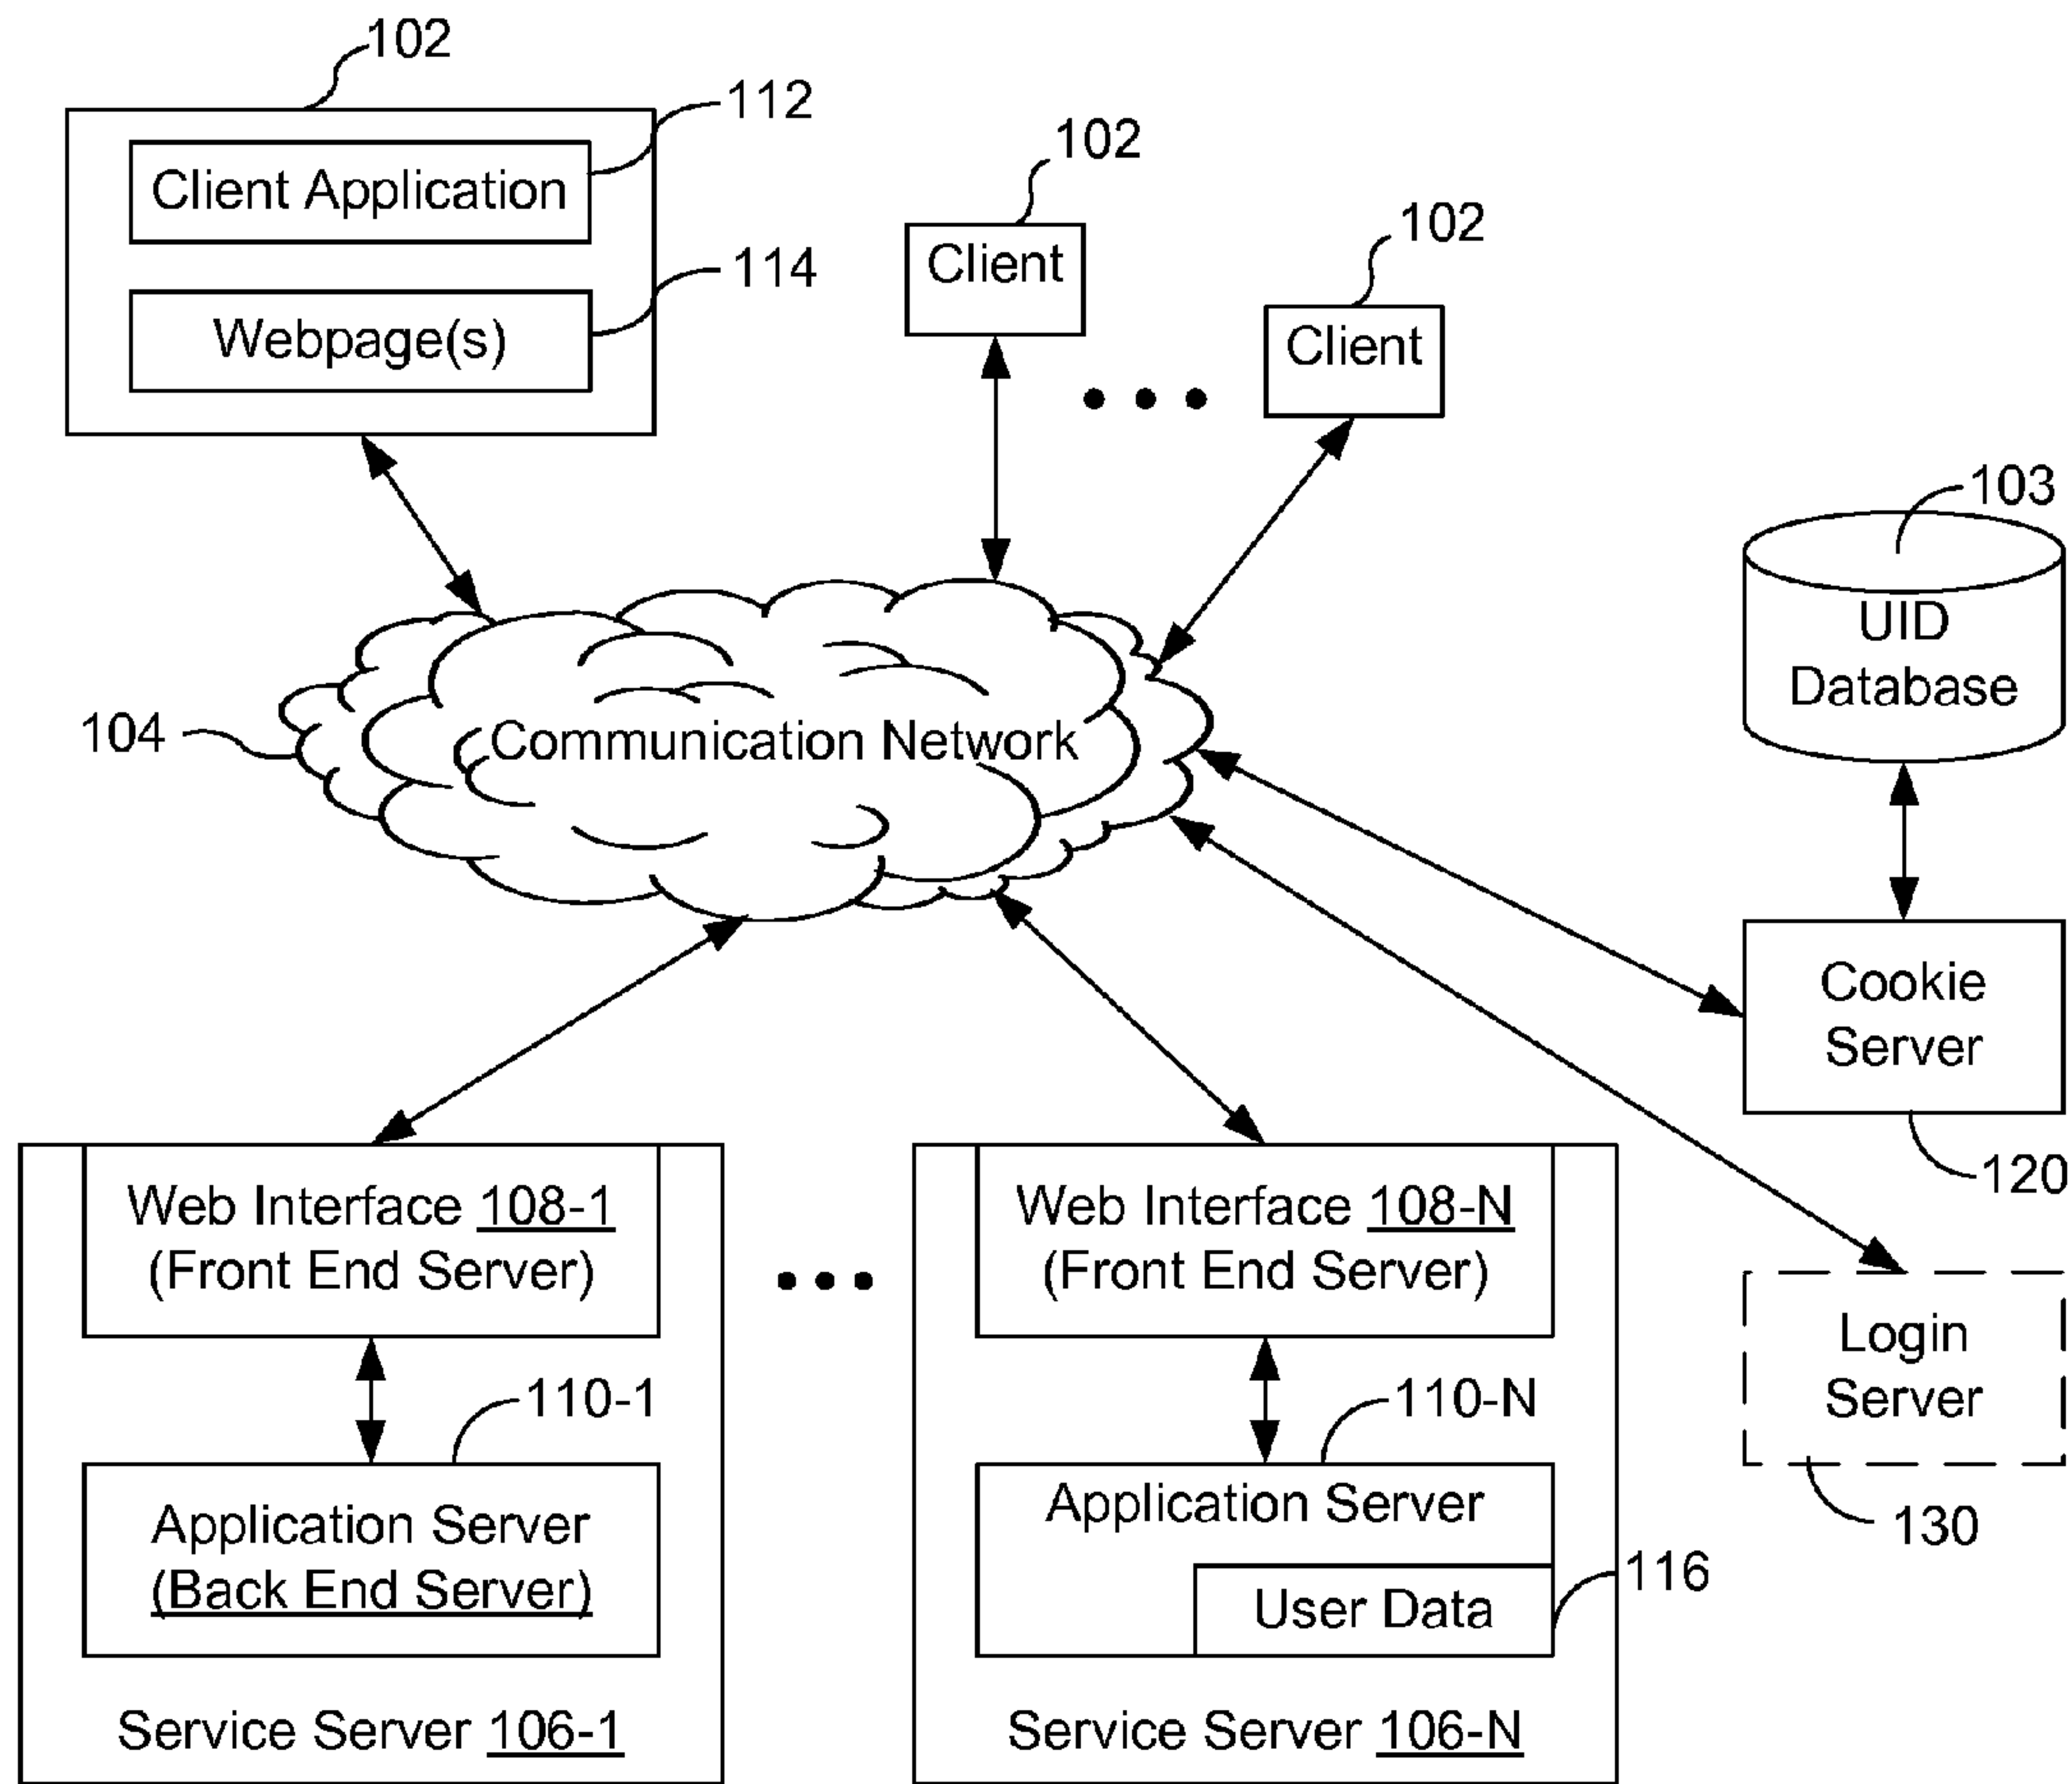 102
112
Client Application
114
Webpage(s)
102
Client
102
Client
103
UID
Database
104
Communication Network
Cookie
Server
120
Web Interface 108-1
(Front End Server)
110-1
Application Server
(Back End Server)
Service Server 106-1
Web Interface 108-N
(Front End Server)
110-N
Application Server
User Data
116
Service Server 106-N
Login
Server
130